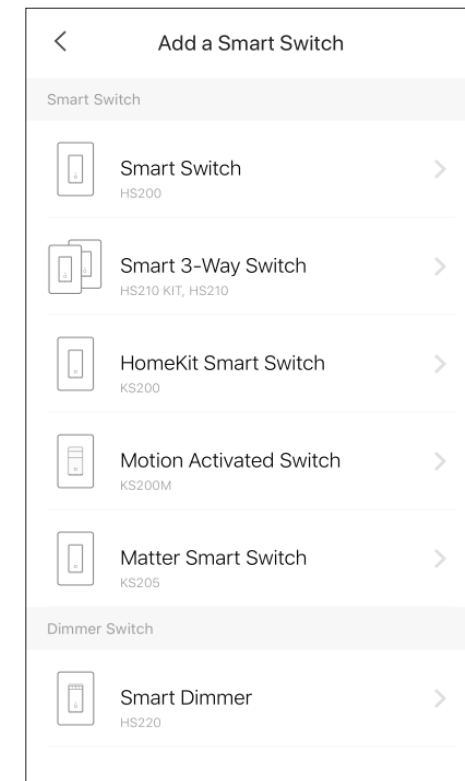 Add a Smart Switch
Smart Switch
Smart Switch
HS200
Smart 3-Way Switch
HS210 KIT, HS210
HomeKit Smart Switch
KS200
Motion Activated Switch
KS200M
Matter Smart Switch
KS205
Dimmer Switch
Smart Dimmer
HS220